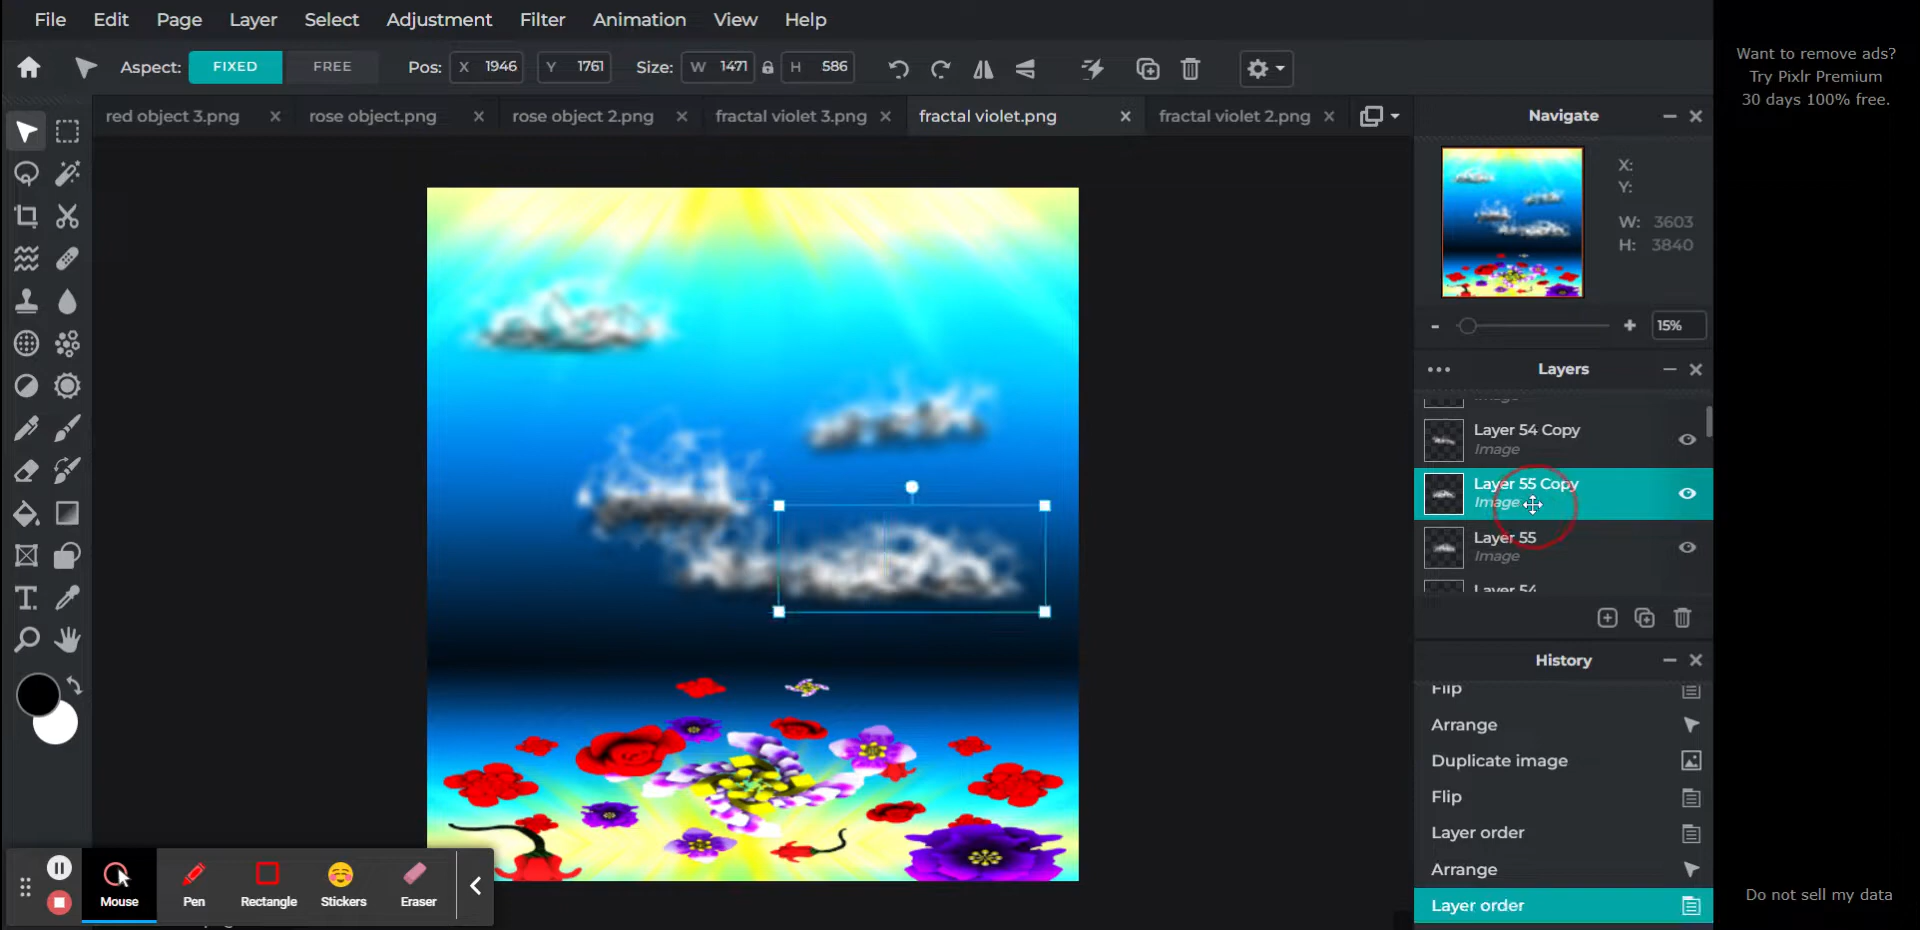 File Edit Page Layer Select Adjustment Filter Animation View Help
Aspect: FIXED FREE Pos: X 1946 Y 1761 Size: W 1471 H 586
red object 3.png rose object.png rose object 2.png fractal violet 3.png fractal violet.png fractal violet 2.png
Navigate
X:
Y:
W: 3603
H: 3840
15%
Layers
Image
Layer 54 Copy
Image
Layer 55 Copy
Image
Layer 55
Image
Layer 54
History
Flip
Arrange
Duplicate image
Flip
Layer order
Arrange
Layer order
Mouse Pen Rectangle Stickers Eraser
Want to remove ads?
Try Pixlr Premium
30 days 100% free.
Do not sell my data